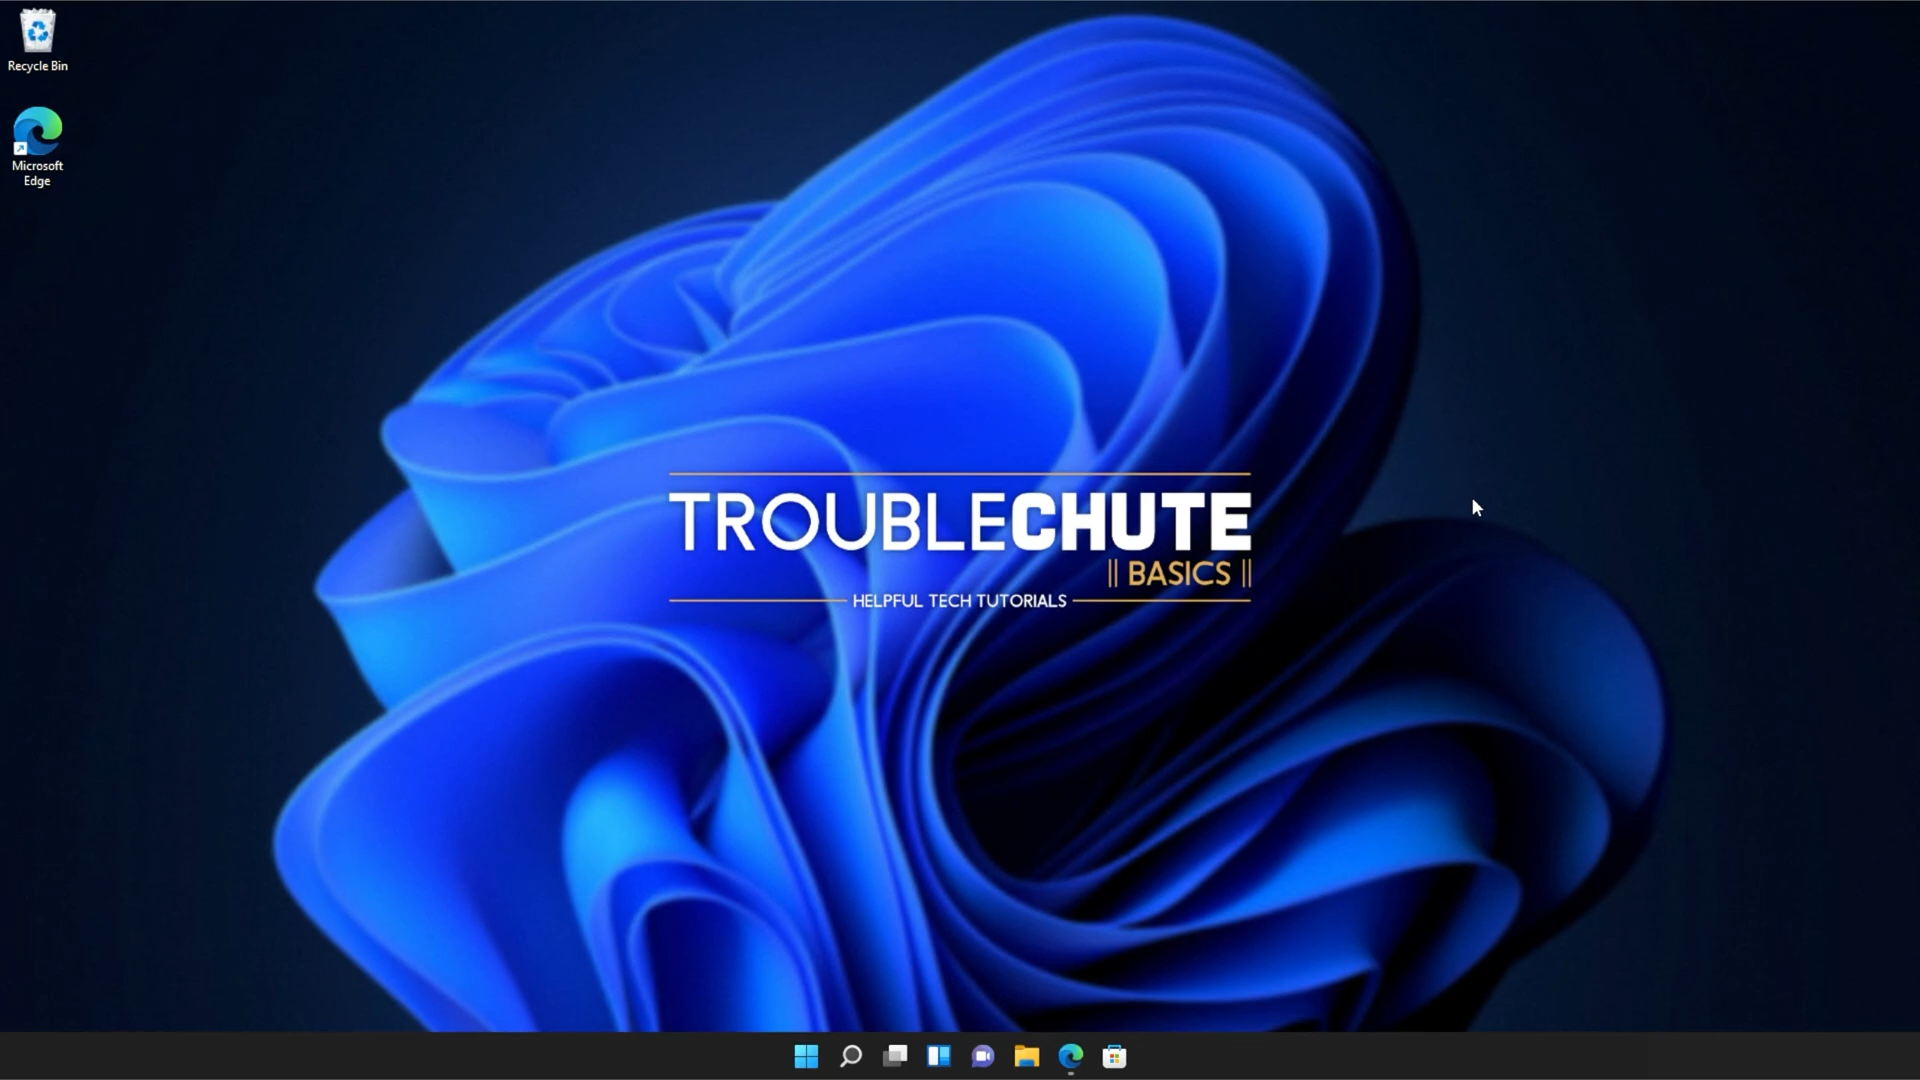 Recycle Bin
Microsoft
Edge
TROUBLECHUTE
|| BASICS ||
HELPFUL TECH TUTORIALS